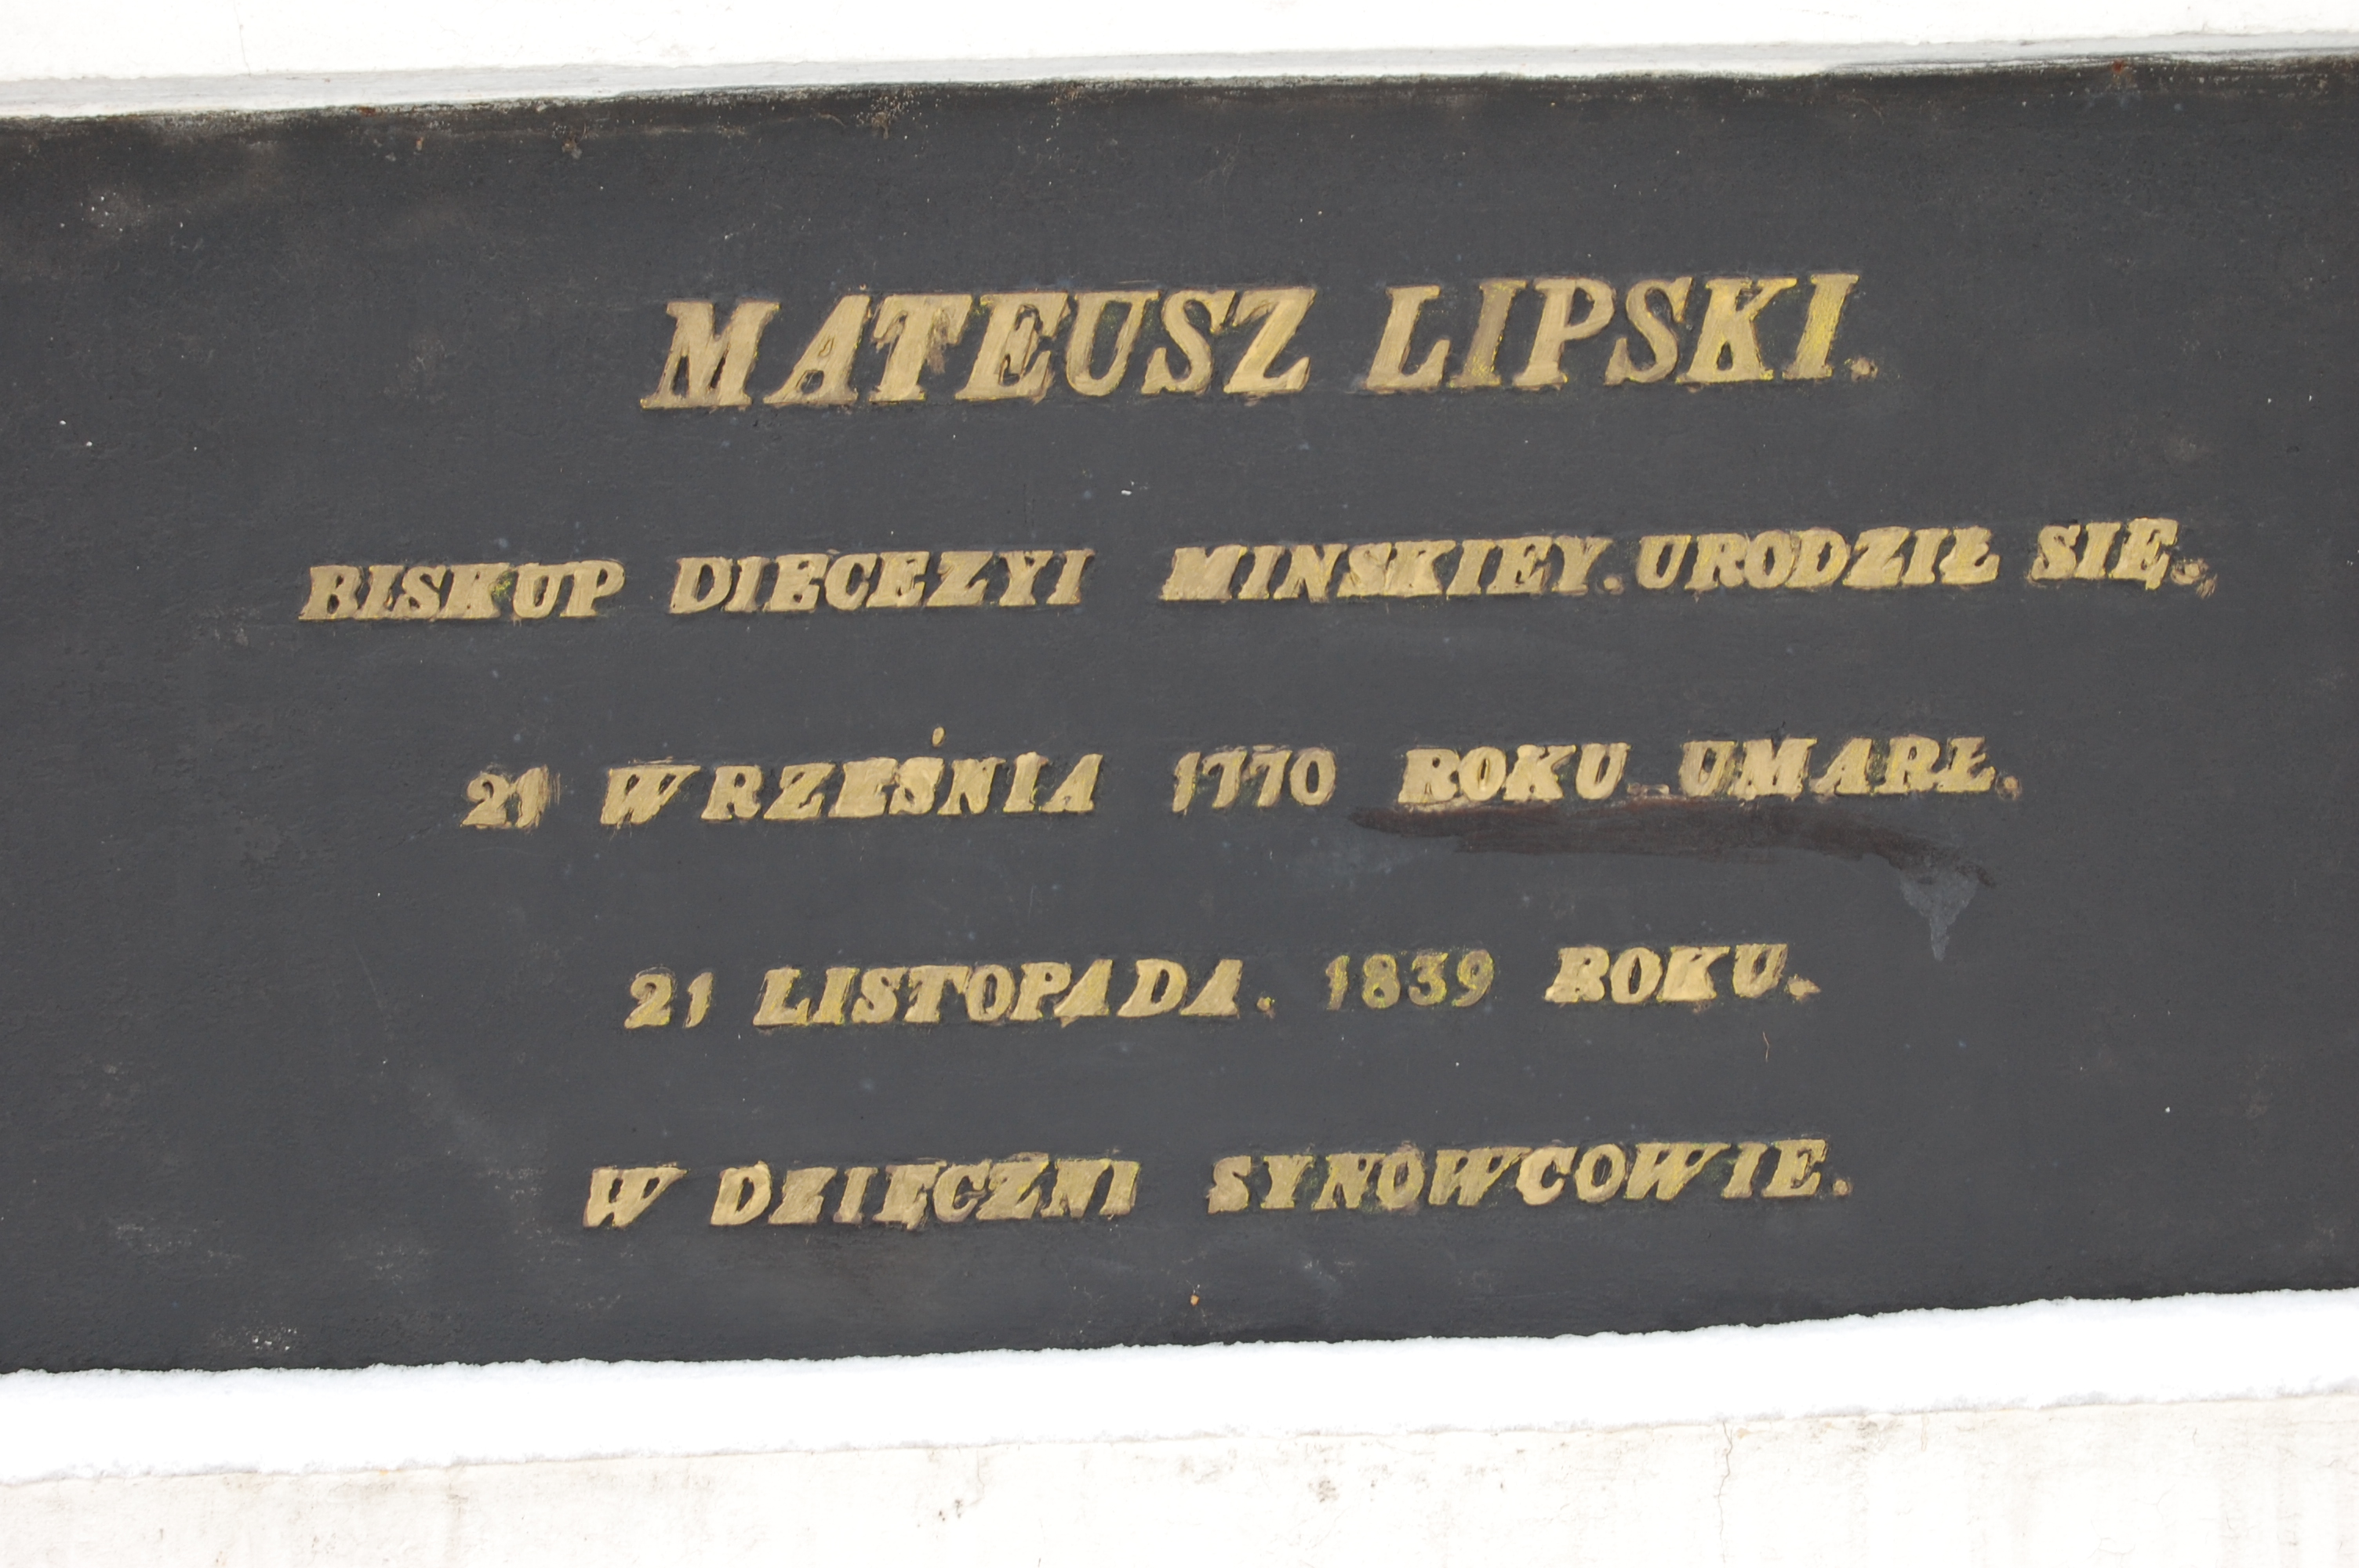 MATEUSZ LIPSKI.
BISKUP DIECEZYI MINSKIEY. URODZIŁ SIĘ.
21 WRZEŚNIA 1770 ROKU UMARŁ.
21 LISTOPADA. 1839 ROKU.
W DZIĘCZNI SYNOWCOWIE.